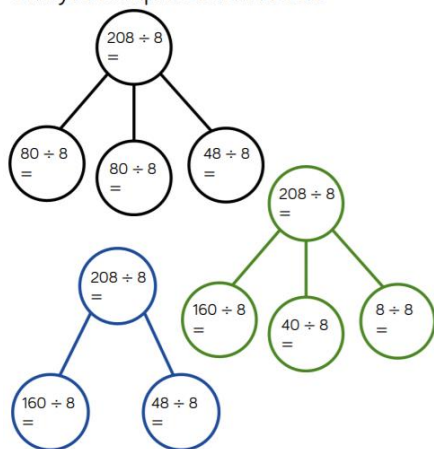 208 ÷ 8
=
80 ÷ 8
=
80 ÷ 8
=
48 ÷ 8
=
208 ÷ 8
=
160 ÷ 8
=
40 ÷ 8
=
8 ÷ 8
=
208 ÷ 8
=
160 ÷ 8
=
48 ÷ 8
=